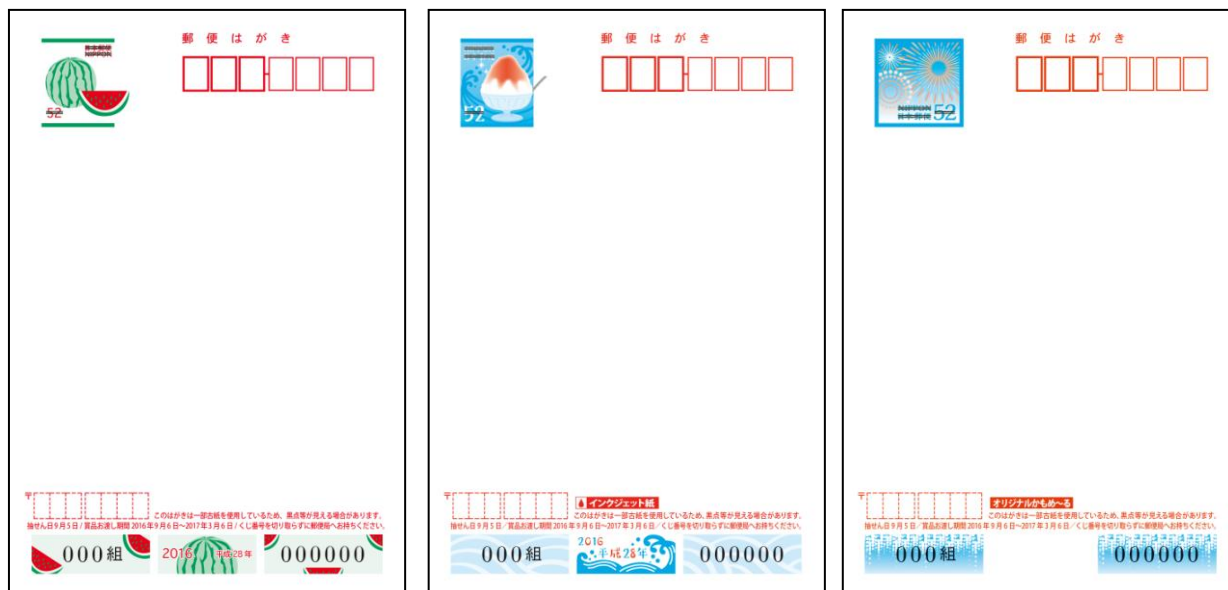 日本郵便
NIPPON
52
郵便はがき
〒
このはがきは一部古紙を使用しているため、黒点等が見える場合があります。
抽せん日9月5日/賞品お渡し期間2016年9月6日~2017年3月6日/くじ番号を切り取らずに郵便局へお持ちください。
000組
2016 平成28年
000000
52
郵便はがき
〒
インクジェット紙
このはがきは一部古紙を使用しているため、黒点等が見える場合があります。
抽せん日9月5日/賞品お渡し期間2016年9月6日~2017年3月6日/くじ番号を切り取らずに郵便局へお持ちください。
000組
2016
平成28年
000000
NIPPON
日本郵便 52
郵便はがき
〒
オリジナルかもめ~る
このはがきは一部古紙を使用しているため、黒点等が見える場合があります。
抽せん日9月5日/賞品お渡し期間2016年9月6日~2017年3月6日/くじ番号を切り取らずに郵便局へお持ちください。
000組
000000